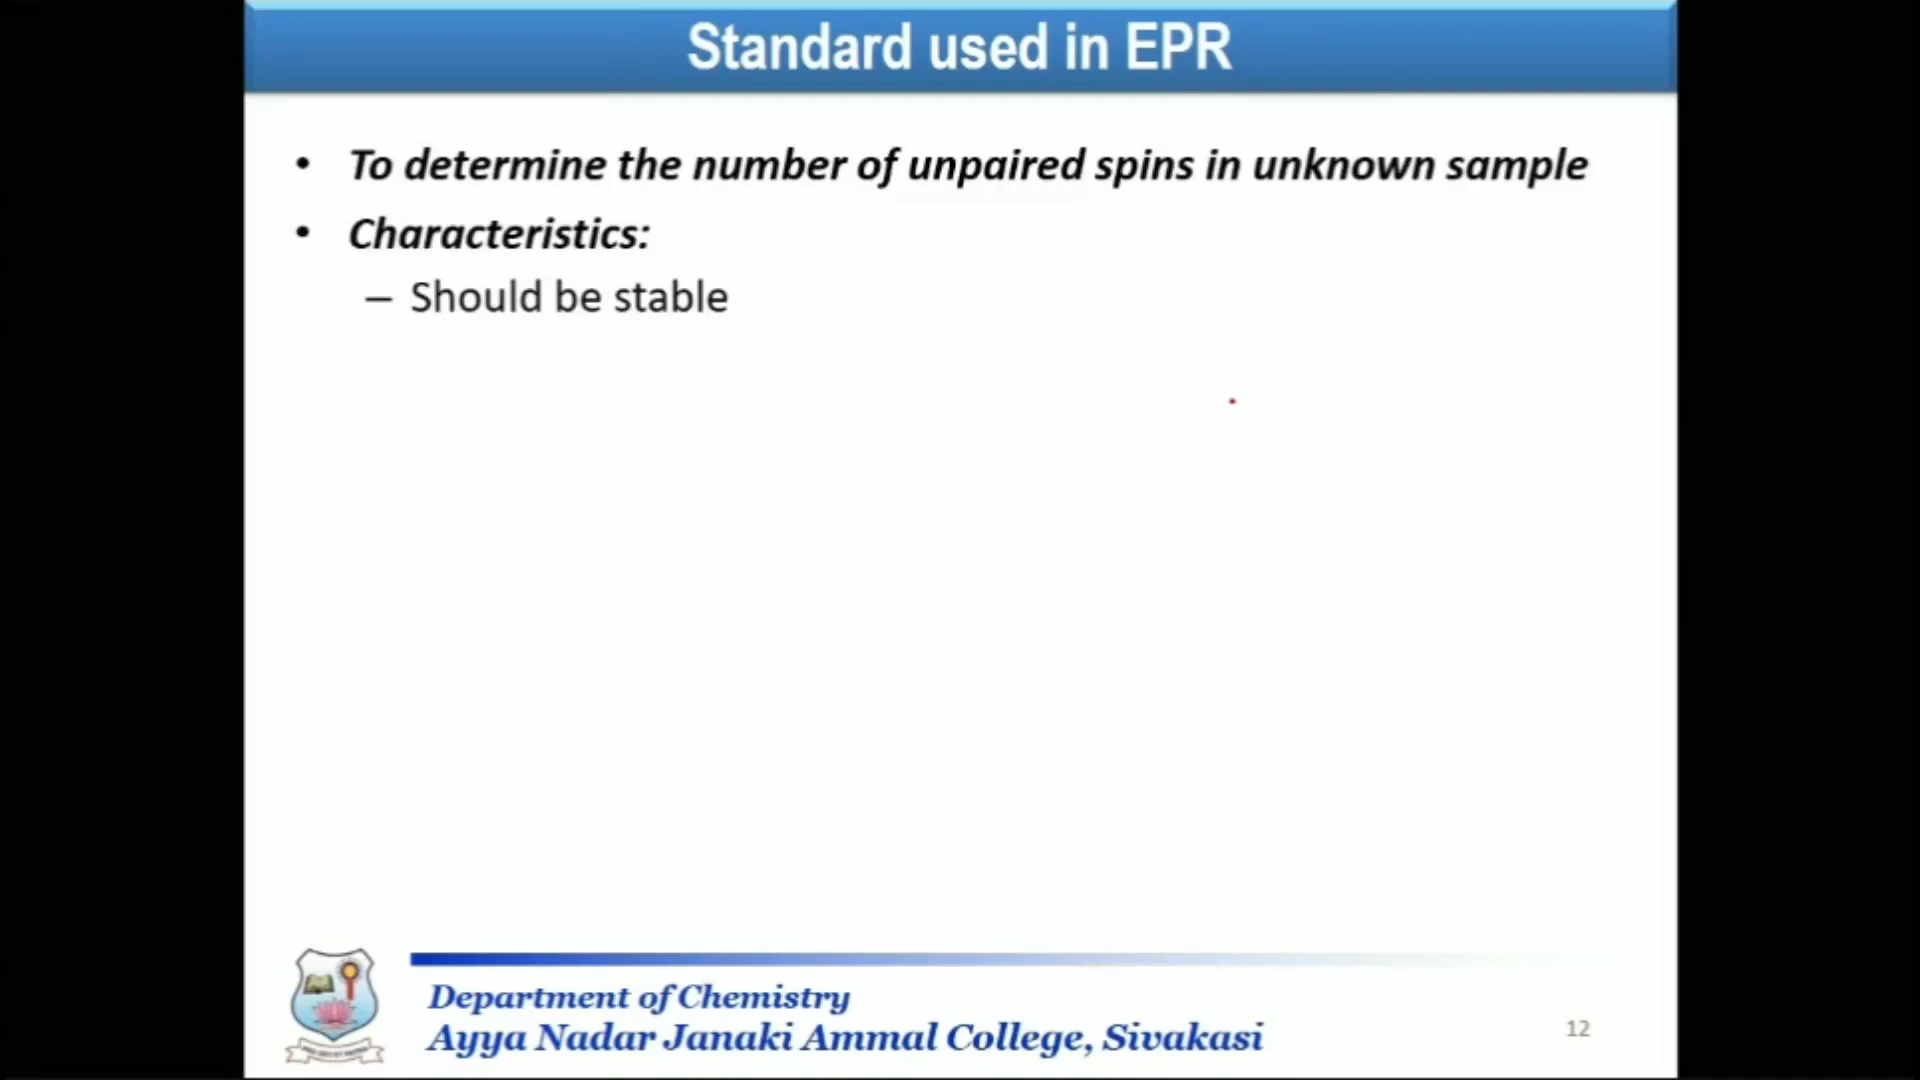 Standard used in EPR
• To determine the number of unpaired spins in unknown sample
• Characteristics:
– Should be stable
Department of Chemistry
Ayya Nadar Janaki Ammal College, Sivakasi
12